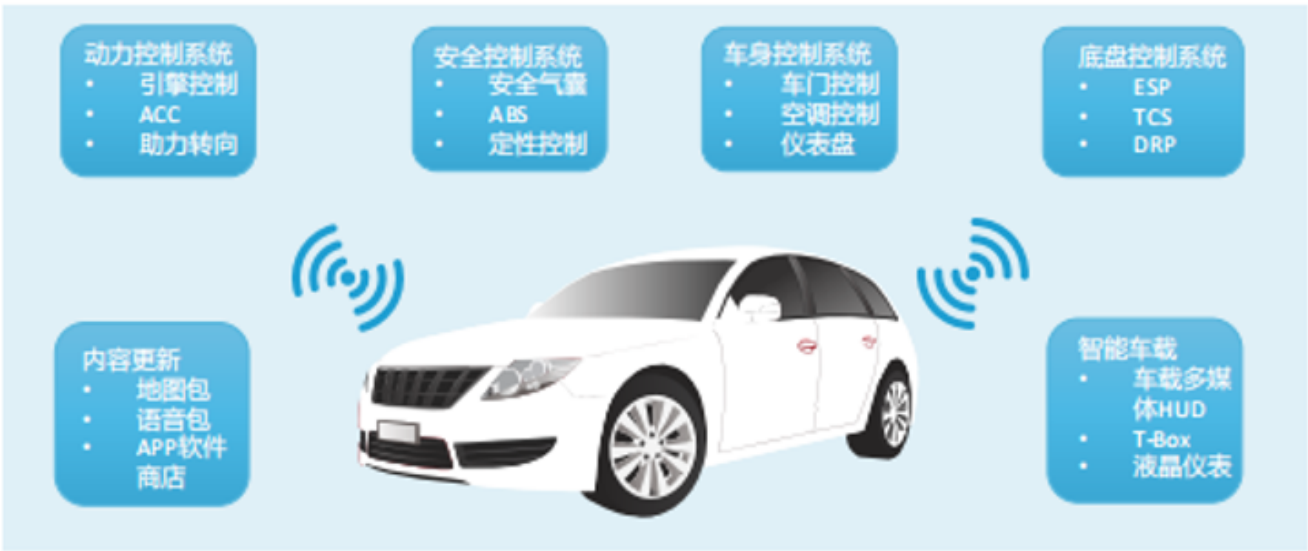 动力控制系统
• 引擎控制
• ACC
• 助力转向
安全控制系统
• 安全气囊
• ABS
• 定性控制
车身控制系统
• 车门控制
• 空调控制
• 仪表盘
底盘控制系统
• ESP
• TCS
• DRP
内容更新
• 地图包
• 语音包
• APP软件
商店
智能车载
• 车载多媒
体HUD
• T-Box
• 液晶仪表